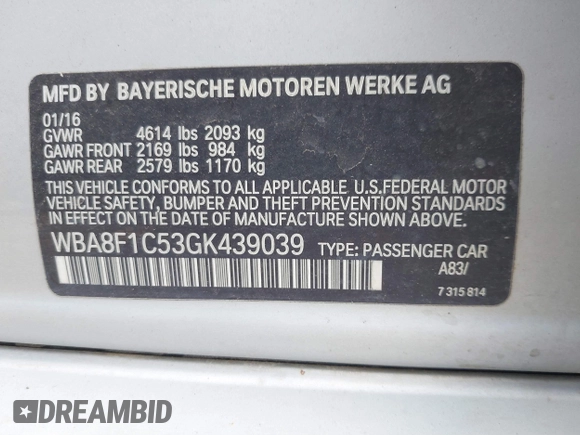 MFD BY BAYERISCHE MOTOREN WERKE AG
01/16
GVWR 4614 lbs 2093 kg
GAWR FRONT 2169 lbs 984 kg
GAWR REAR 2579 lbs 1170 kg
THIS VEHICLE CONFORMS TO ALL APPLICABLE U.S.FEDERAL MOTOR
VEHICLE SAFETY, BUMPER AND THEFT PREVENTION STANDARDS
IN EFFECT ON THE DATE OF MANUFACTURE SHOWN ABOVE.
WBA8F1C53GK439039 TYPE: PASSENGER CAR
A83/
7 315 814
DREAMBID